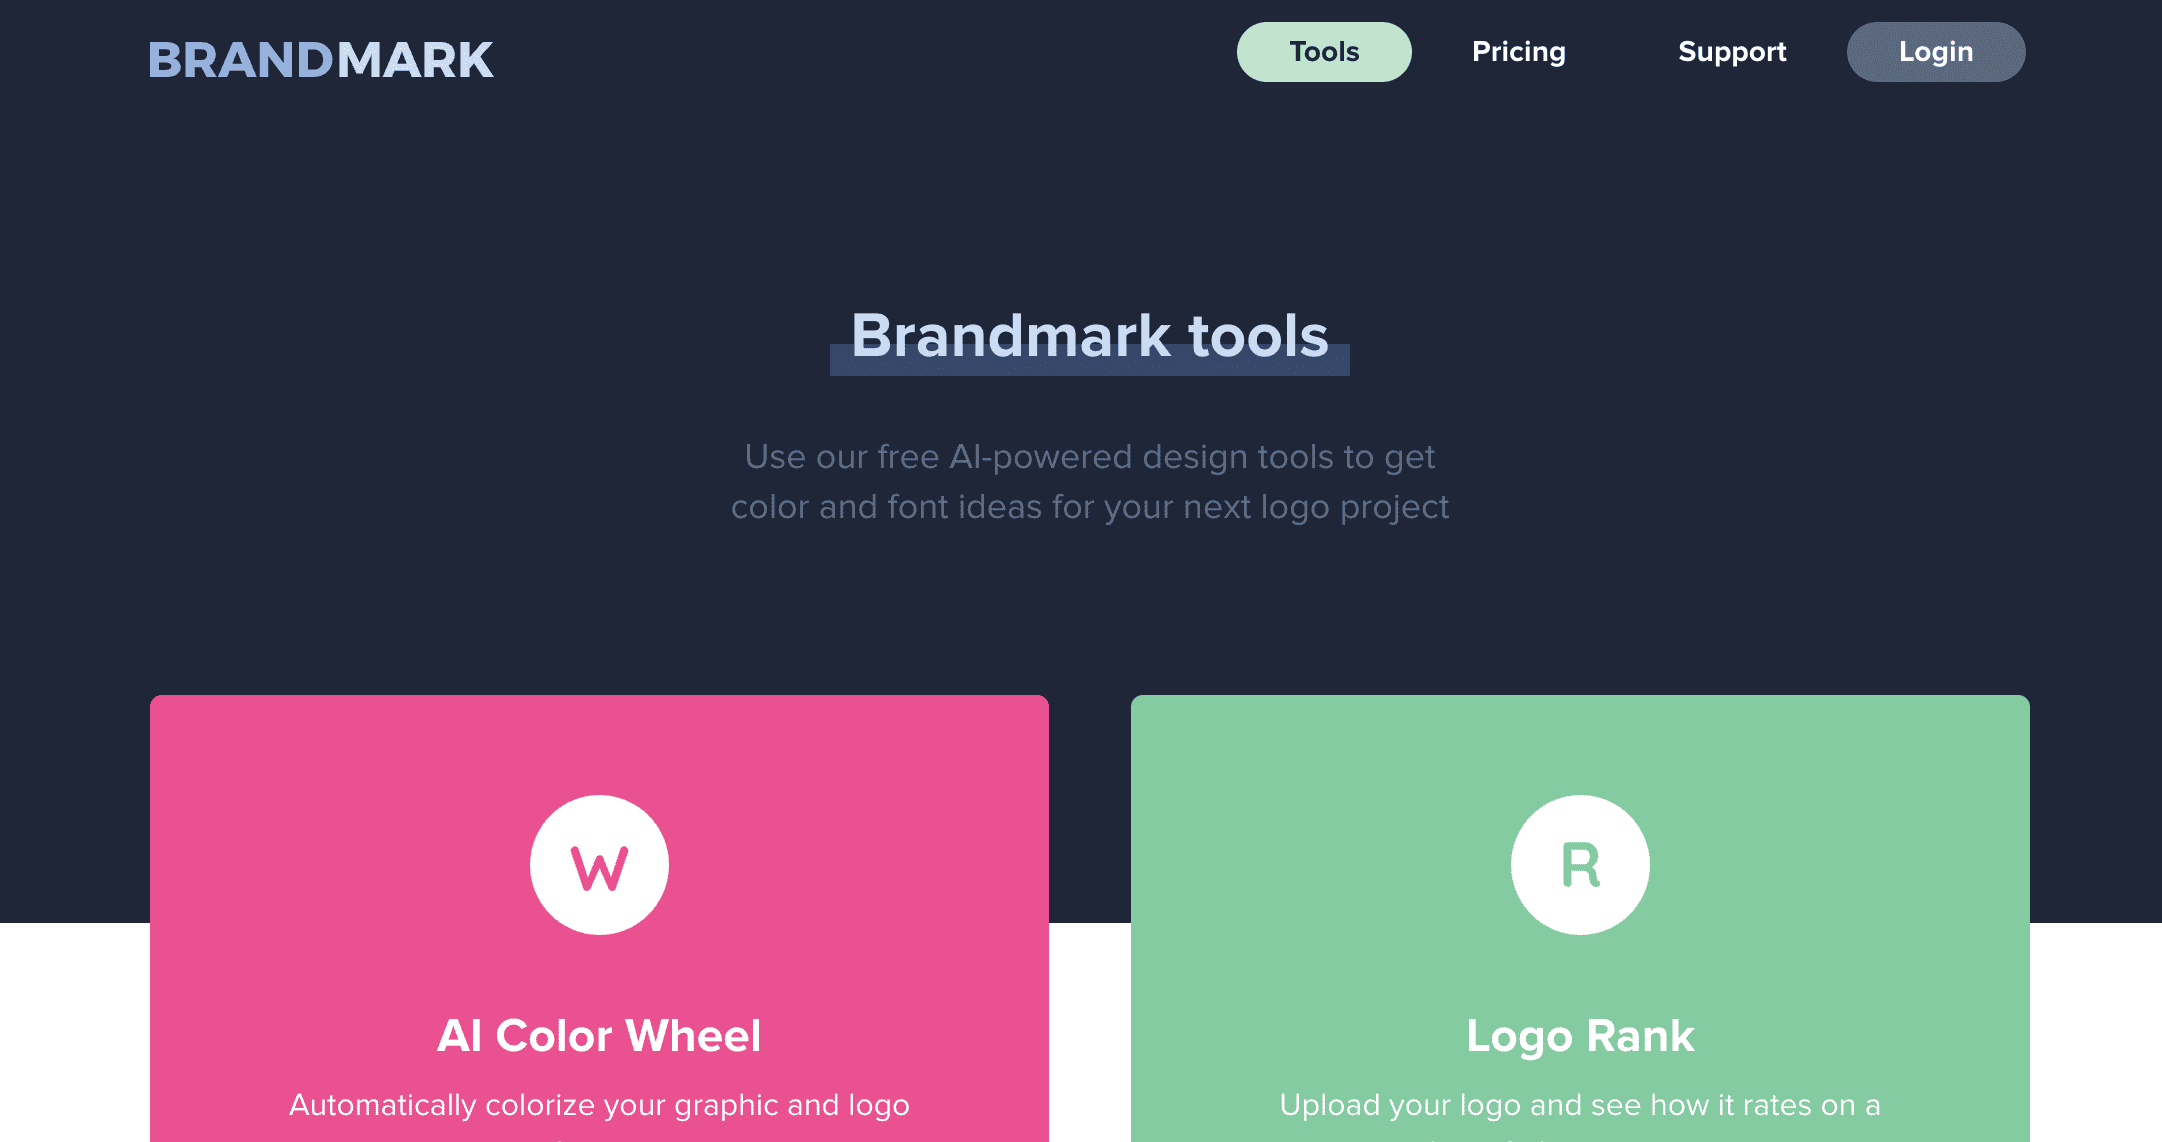 BRANDMARK
Tools
Pricing
Support
Login
Brandmark tools
Use our free AI-powered design tools to get
color and font ideas for your next logo project
W
R
AI Color Wheel
Automatically colorize your graphic and logo
Logo Rank
Upload your logo and see how it rates on a